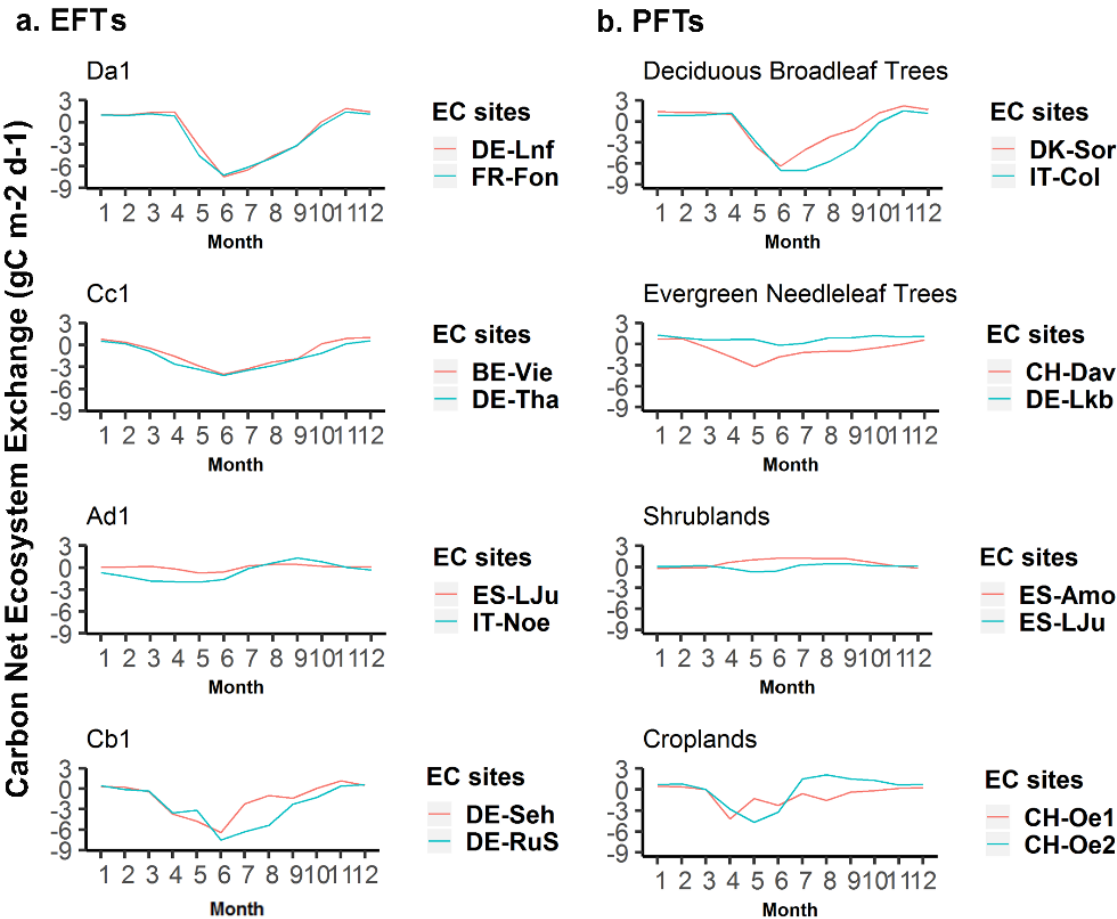 a. EFTs
b. PFTs
Carbon Net Ecosystem Exchange (gC m-2 d-1)
Da1
3
0
-3
-6
-9
1 2 3 4 5 6 7 8 9 10 11 12
Month
EC sites
DE-Lnf
FR-Fon
Deciduous Broadleaf Trees
3
0
-3
-6
-9
1 2 3 4 5 6 7 8 9 10 11 12
Month
EC sites
DK-Sor
IT-Col
Cc1
3
0
-3
-6
-9
1 2 3 4 5 6 7 8 9 10 11 12
Month
EC sites
BE-Vie
DE-Tha
Evergreen Needleleaf Trees
3
0
-3
-6
-9
1 2 3 4 5 6 7 8 9 10 11 12
Month
EC sites
CH-Dav
DE-Lkb
Ad1
3
0
-3
-6
-9
1 2 3 4 5 6 7 8 9 10 11 12
Month
EC sites
ES-LJu
IT-Noe
Shrublands
3
0
-3
-6
-9
1 2 3 4 5 6 7 8 9 10 11 12
Month
EC sites
ES-Amo
ES-LJu
Cb1
3
0
-3
-6
-9
1 2 3 4 5 6 7 8 9 10 11 12
Month
EC sites
DE-Seh
DE-RuS
Croplands
3
0
-3
-6
-9
1 2 3 4 5 6 7 8 9 10 11 12
Month
EC sites
CH-Oe1
CH-Oe2